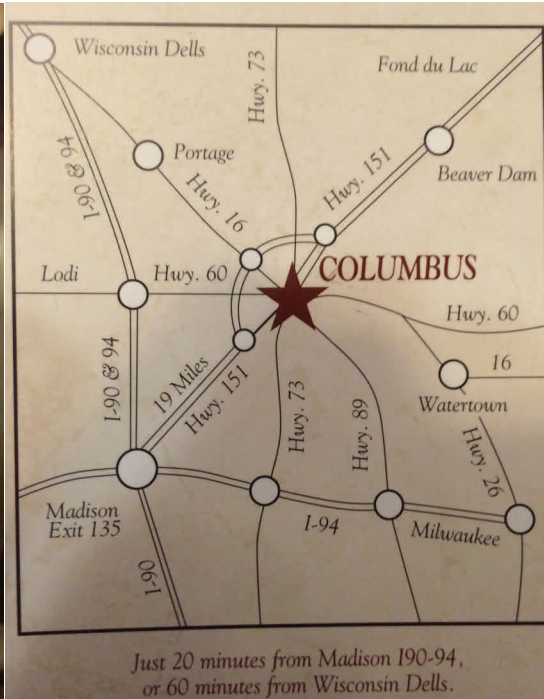 Wisconsin Dells
Hwy. 73
Fond du Lac
I-90 & 94
Portage
Hwy. 151
Beaver Dam
Hwy. 16
COLUMBUS
Lodi
Hwy. 60
Hwy. 60
I-90 & 94
19 Miles
Hwy. 151
16
Watertown
Hwy. 73
Hwy. 89
Hwy. 26
Madison
Exit 135
I-94
Milwaukee
I-90
Just 20 minutes from Madison I90-94,
or 60 minutes from Wisconsin Dells.